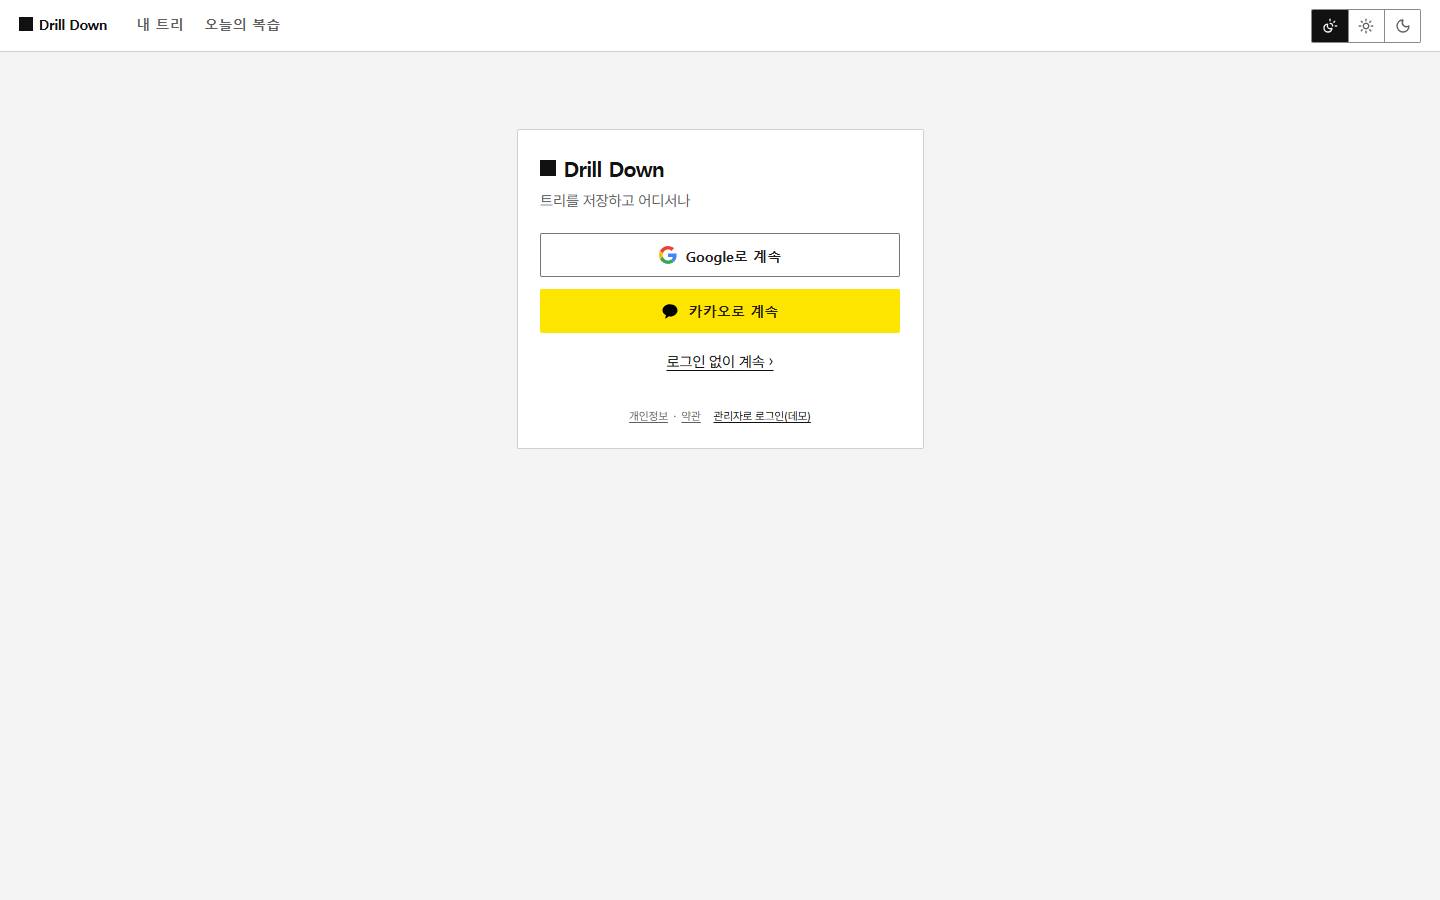 Drill Down 내 트리 오늘의 복습
Drill Down
트리를 저장하고 어디서나
Google로 계속
카카오로 계속
로그인 없이 계속 ›
개인정보 · 약관 관리자로 로그인(데모)